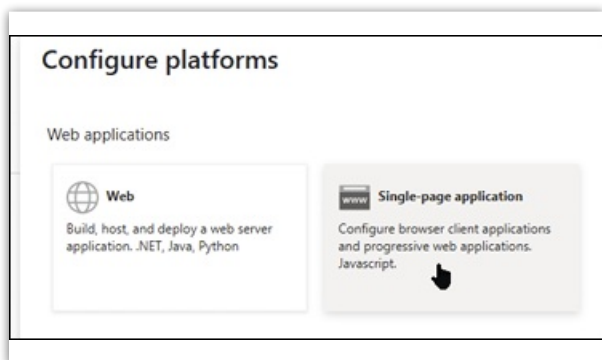 Configure platforms
Web applications
Web
Build, host, and deploy a web server
application. .NET, Java, Python
www
Single-page application
Configure browser client applications
and progressive web applications.
Javascript.